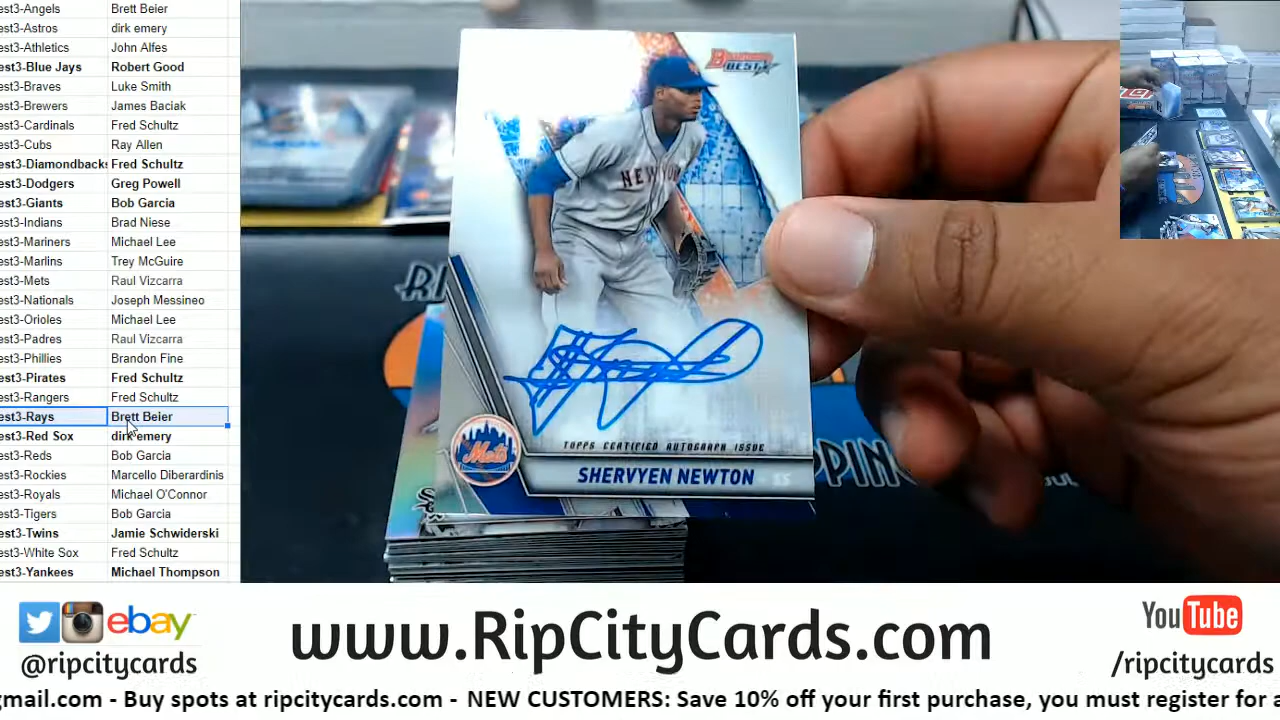 est3-Angels Brett Beier
est3-Astros dirk emery
est3-Athletics John Alfes
est3-Blue Jays Robert Good
est3-Braves Luke Smith
est3-Brewers James Baciak
est3-Cardinals Fred Schultz
est3-Cubs Ray Allen
est3-Diamondbacks Fred Schultz
est3-Dodgers Greg Powell
est3-Giants Bob Garcia
est3-Indians Brad Niese
est3-Mariners Michael Lee
est3-Marlins Trey McGuire
est3-Mets Raul Vizcarra
est3-Nationals Joseph Messineo
est3-Orioles Michael Lee
est3-Padres Raul Vizcarra
est3-Phillies Brandon Fine
est3-Pirates Fred Schultz
est3-Rangers Fred Schultz
est3-Rays Brett Beier
est3-Red Sox dirk emery
est3-Reds Bob Garcia
est3-Rockies Marcello Diberardinis
est3-Royals Michael O'Connor
est3-Tigers Bob Garcia
est3-Twins Jamie Schwiderski
est3-White Sox Fred Schultz
est3-Yankees Michael Thompson
BOWMAN'S
BEST
NEW YORK
TOPPS CERTIFIED AUTOGRAPH ISSUE
Mets
SHERVYEN NEWTON SS
RI
PPING
ebay
@ripcitycards
www.RipCityCards.com
YouTube
/ripcitycards
gmail.com - Buy spots at ripcitycards.com - NEW CUSTOMERS: Save 10% off your first purchase, you must register for a